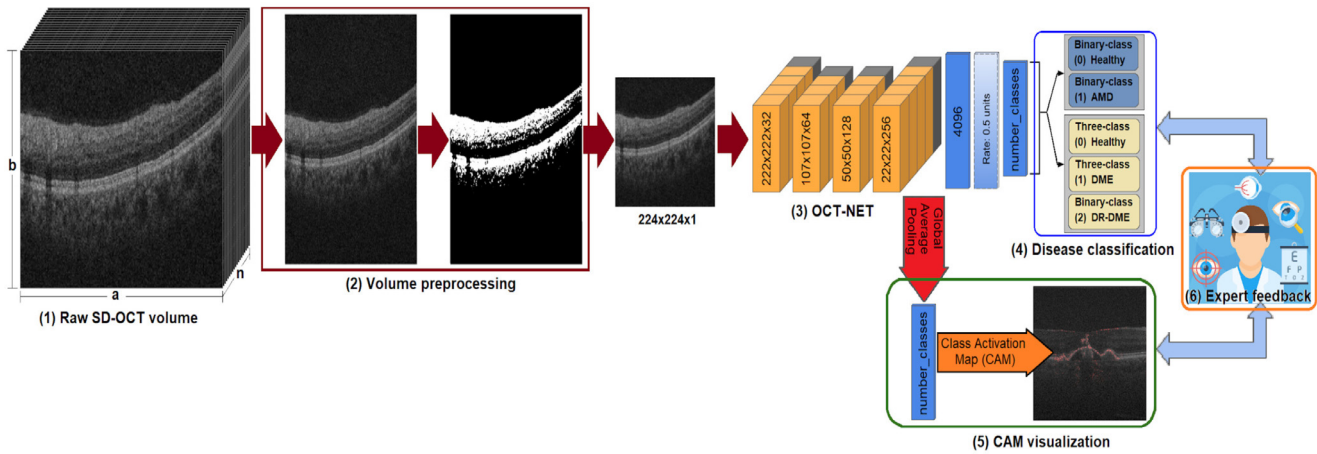 b
a
n
(1) Raw SD-OCT volume
(2) Volume preprocessing
224x224x1
222x222x32
107x107x64
50x50x128
22x22x256
(3) OCT-NET
4096
Rate: 0.5 units
number_classes
Binary-class
(0) Healthy
Binary-class
(1) AMD
Three-class
(0) Healthy
Three-class
(1) DME
Binary-class
(2) DR-DME
(4) Disease classification
Global
Average
Pooling
number_classes
Class Activation
Map (CAM)
(5) CAM visualization
E
F P
(6) Expert feedback